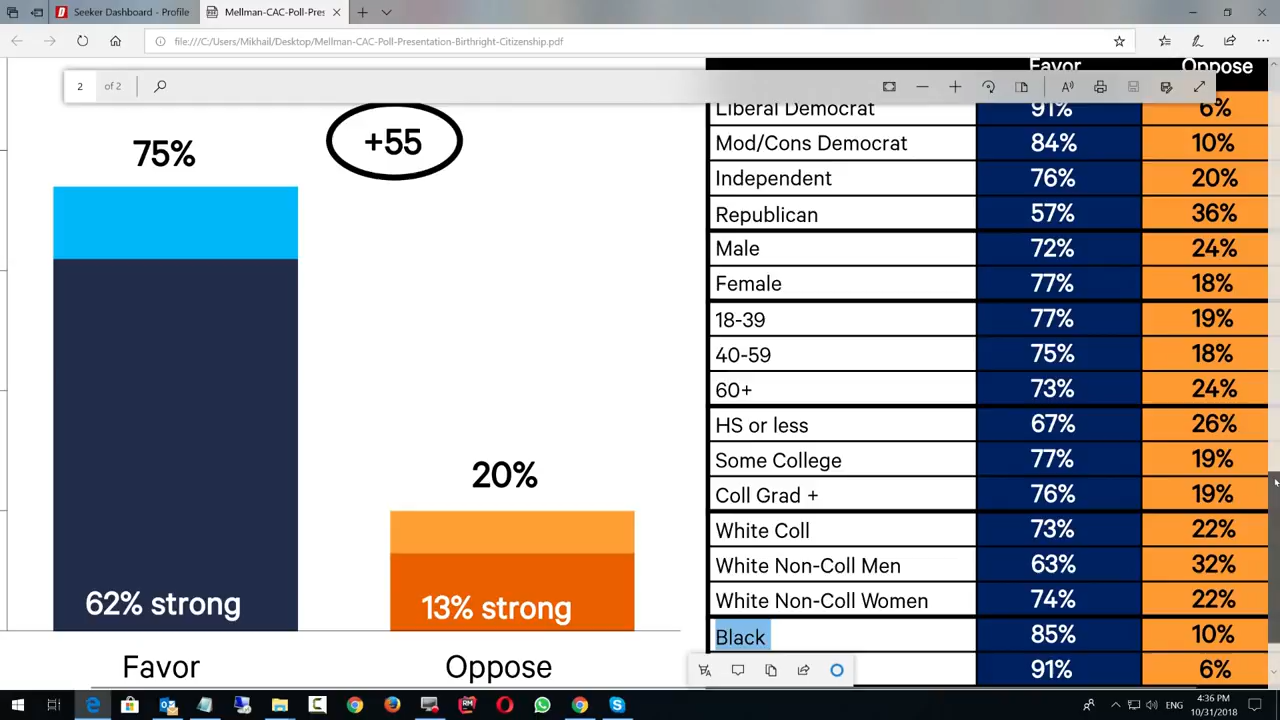 Seeker Dashboard - Profile
Mellman-CAC-Poll-Pres
file:///C:/Users/Mikhail/Desktop/Mellman-CAC-Poll-Presentation-Birthright-Citizenship.pdf
2 of 2
Favor Oppose
Liberal Democrat 91% 6%
Mod/Cons Democrat 84% 10%
Independent 76% 20%
Republican 57% 36%
Male 72% 24%
Female 77% 18%
18-39 77% 19%
40-59 75% 18%
60+ 73% 24%
HS or less 67% 26%
Some College 77% 19%
Coll Grad + 76% 19%
White Coll 73% 22%
White Non-Coll Men 63% 32%
White Non-Coll Women 74% 22%
Black 85% 10%
91% 6%
75%
+55
20%
62% strong
13% strong
Favor
Oppose
ENG
4:36 PM
10/31/2018